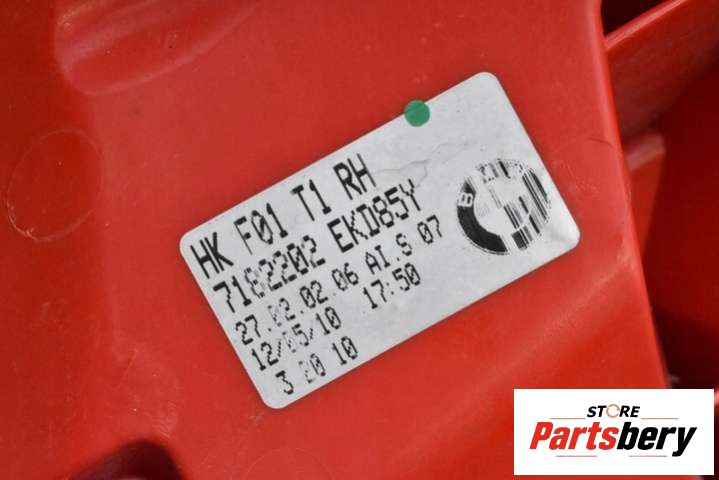 HK F01 T1 RH
7182202 EKD85Y
27.02.02.06 AI.S 07
12/05/10 17:50
3 20 10
B
STORE
Partsbery